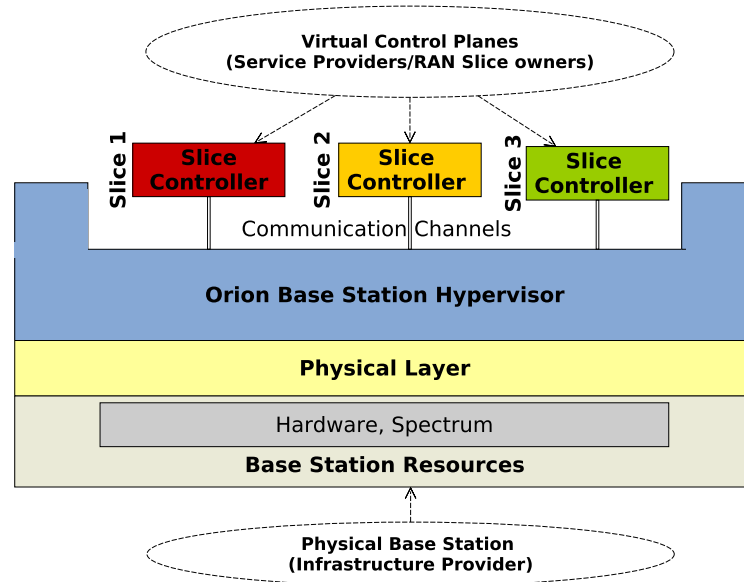 Virtual Control Planes
(Service Providers/RAN Slice owners)
Slice 1
Slice
Controller
Slice 2
Slice
Controller
Slice 3
Slice
Controller
Communication Channels
Orion Base Station Hypervisor
Physical Layer
Hardware, Spectrum
Base Station Resources
Physical Base Station
(Infrastructure Provider)